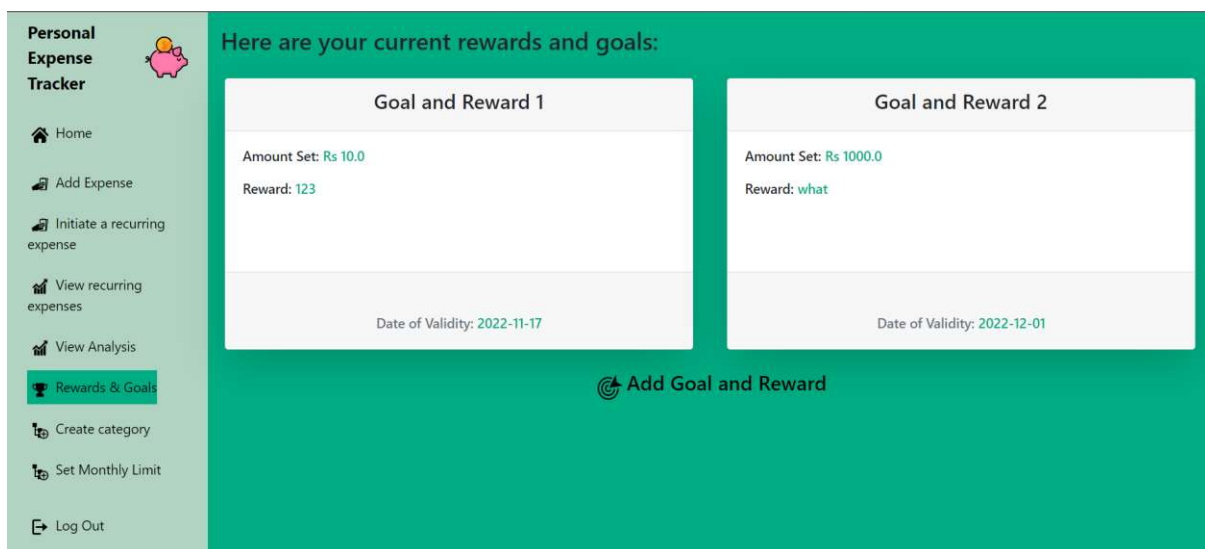 Personal
Expense
Tracker
Home
Add Expense
Initiate a recurring
expense
View recurring
expenses
View Analysis
Rewards & Goals
Create category
Set Monthly Limit
Log Out
Here are your current rewards and goals:
Goal and Reward 1
Amount Set: Rs 10.0
Reward: 123
Date of Validity: 2022-11-17
Goal and Reward 2
Amount Set: Rs 1000.0
Reward: what
Date of Validity: 2022-12-01
Add Goal and Reward